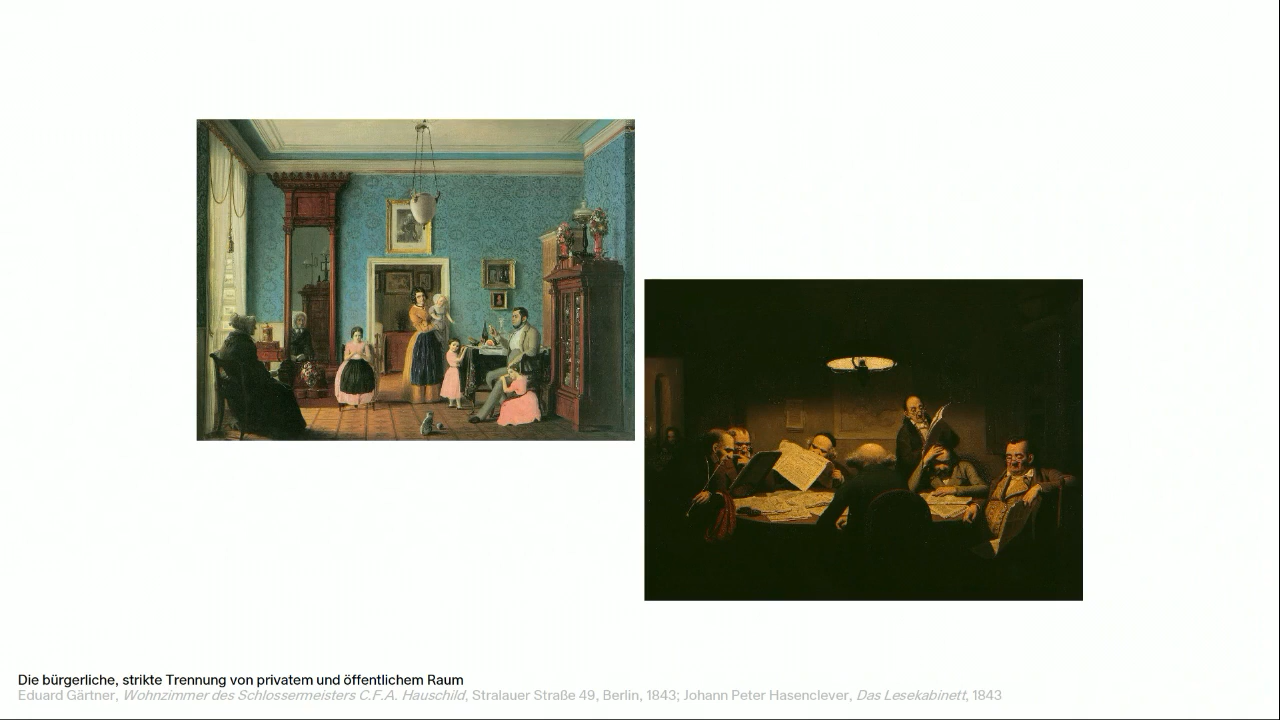 Die bürgerliche, strikte Trennung von privatem und öffentlichem Raum
Eduard Gärtner, Wohnzimmer des Schlossermeisters C.F.A. Hauschild, Stralauer Straße 49, Berlin, 1843; Johann Peter Hasenclever, Das Lesekabinett, 1843